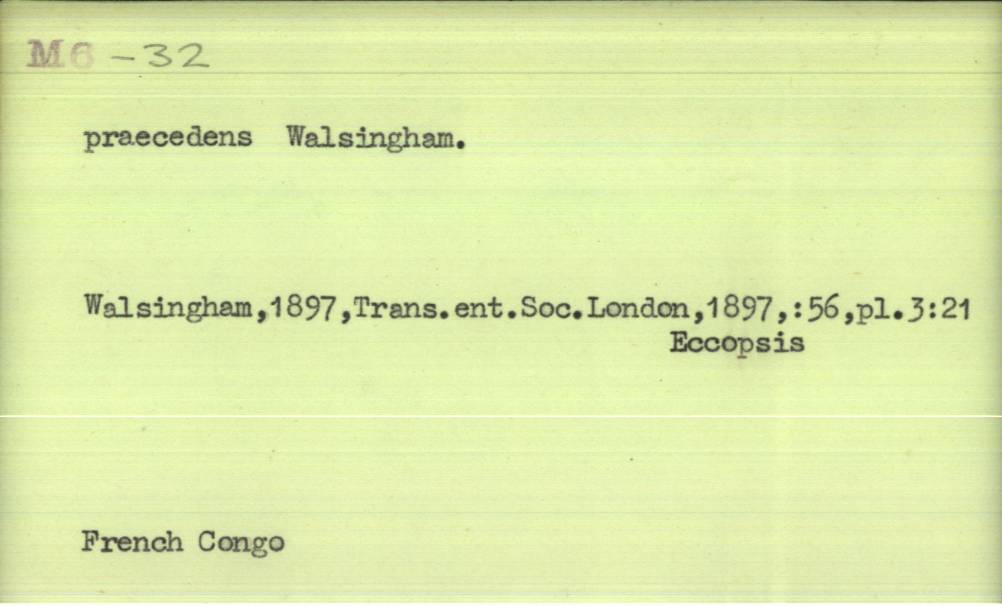 M6 -32
praecedens Walsingham.
Walsingham,1897,Trans.ent.Soc.London,1897,:56,pl.3:21
Eccopsis
French Congo